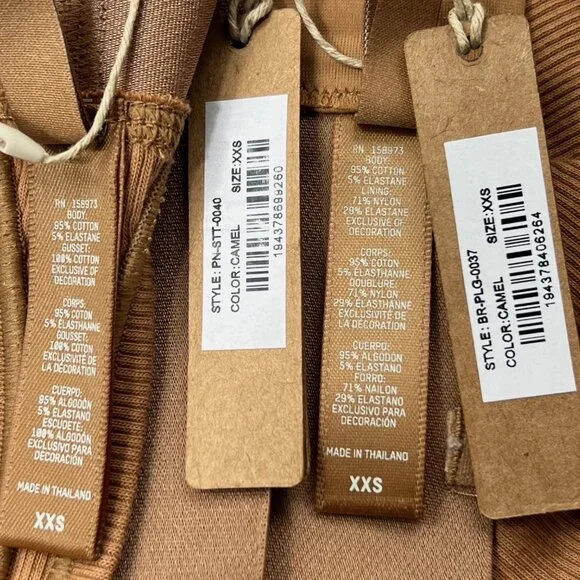 RN 158973
BODY:
95% COTTON
5% ELASTANE
GUSSET
100% COTTON
EXCLUSIVE OF
DECORATION
CORPS:
95% COTON
5% ÉLASTHANNE
GOUSSET:
100% COTON
EXCLUSIVITÉ DE
LA DÉCORATION
CUERPO:
95% ALGODÓN
5% ELASTANO
ESCUDETE:
100% ALGODÓN
EXCLUSIVO PARA
DECORACIÓN
MADE IN THAILAND
XXS
STYLE: PN-STT-0040
COLOR:CAMEL SIZE:XXS
194378699260
RN 158973
BODY:
95% COTTON
5% ELASTANE
LINING:
71% NYLON
29% ELASTANE
EXCLUSIVE OF
DECORATION
CORPS:
95% COTON
5% ÉLASTHANNE
DOUBLURE:
71% NYLON
29% ÉLASTHANNE
EXCLUSIVITÉ DE
LA DÉCORATION
CUERPO:
95% ALGODÓN
5% ELASTANO
FORRO:
71% NAILON
29% ELASTANO
EXCLUSIVO PARA
DECORACIÓN
MADE IN THAILAND
XXS
STYLE: BR-PLG-0037
COLOR:CAMEL SIZE:XXS
194378406264